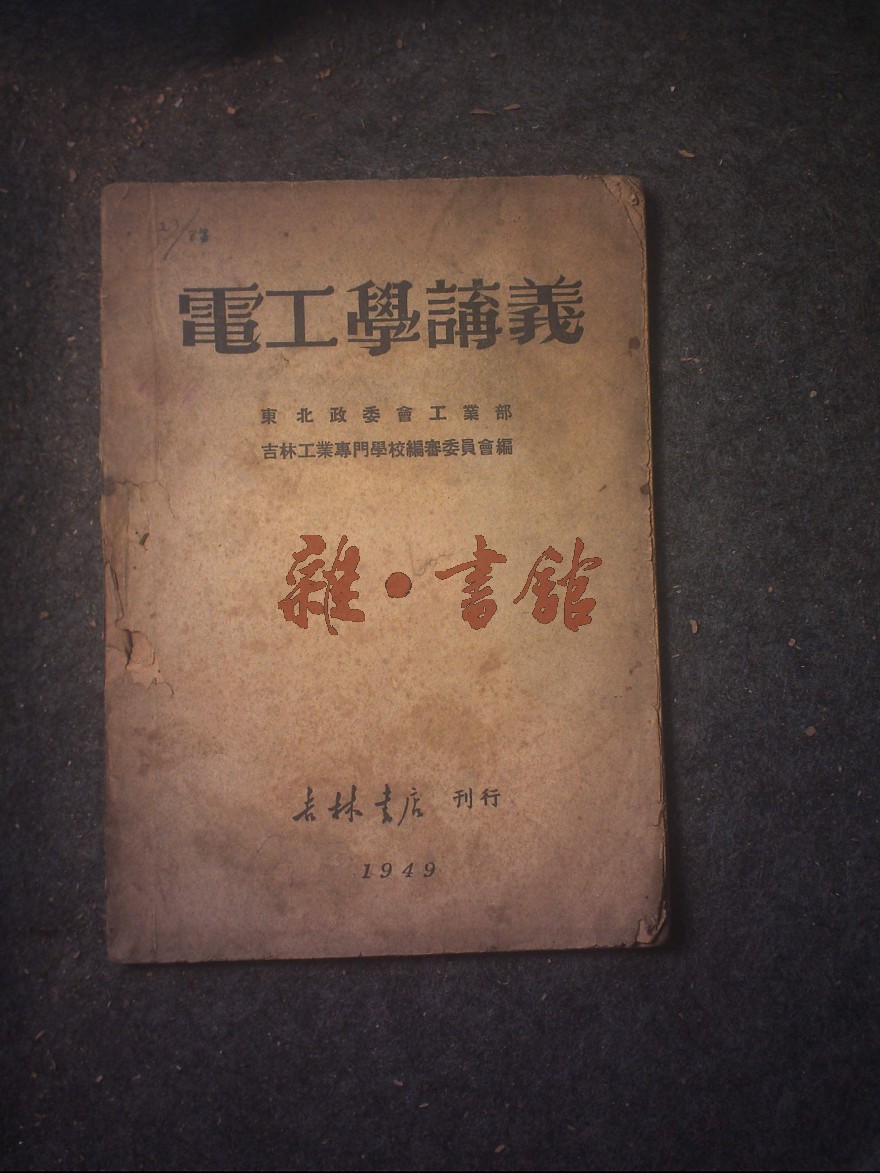 電工學講義
東北政委會工業部
吉林工業專門學校編審委員會編
雜·書館
吉林書店 刊行
1949